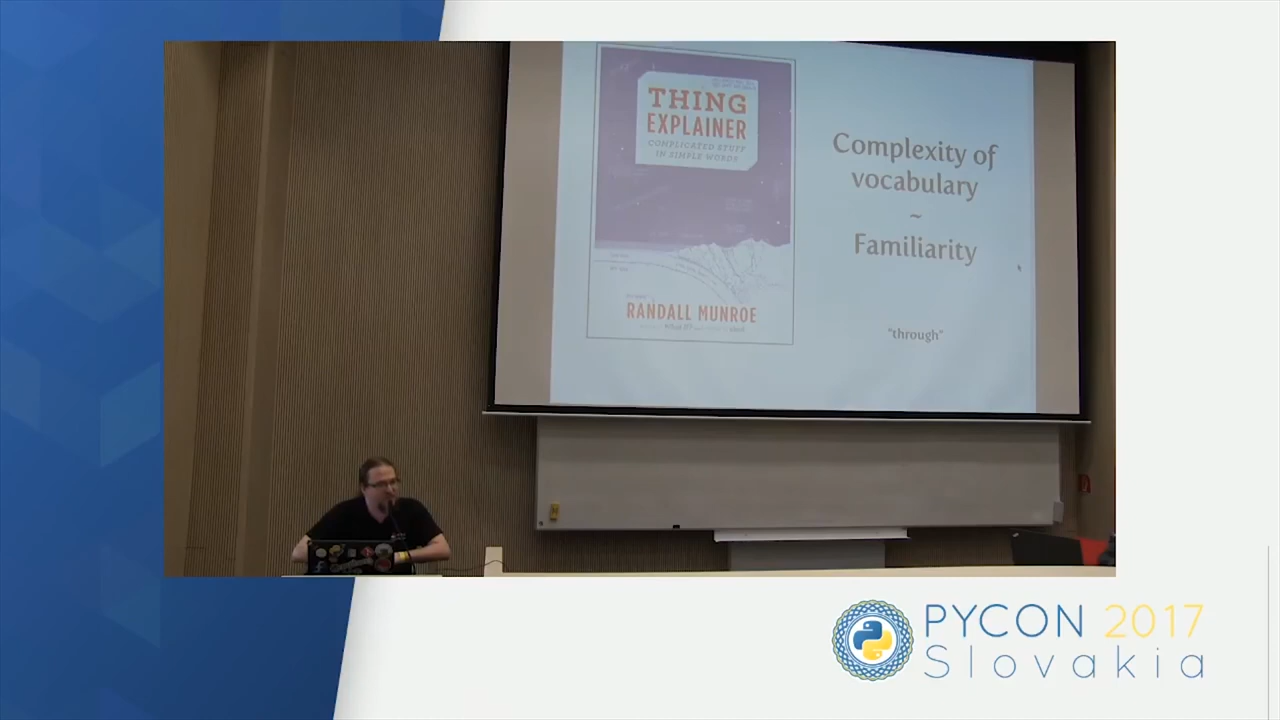 THING
EXPLAINER
COMPLICATED STUFF
IN SIMPLE WORDS
RANDALL MUNROE
Complexity of
vocabulary
~
Familiarity
"through"
PYCON 2017
Slovakia